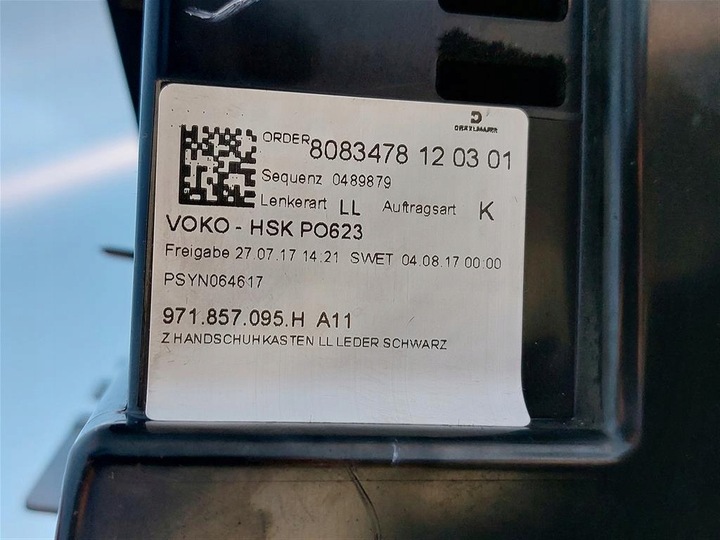 DRÄXLMAIER
ORDER 8083478 12 03 01
Sequenz 0489879
Lenkerart LL Auftragsart K
VOKO - HSK PO623
Freigabe 27.07.17 14:21 SWET 04.08.17 00:00
PSYN064617
971.857.095.H A11
Z HANDSCHUHKASTEN LL LEDER SCHWARZ